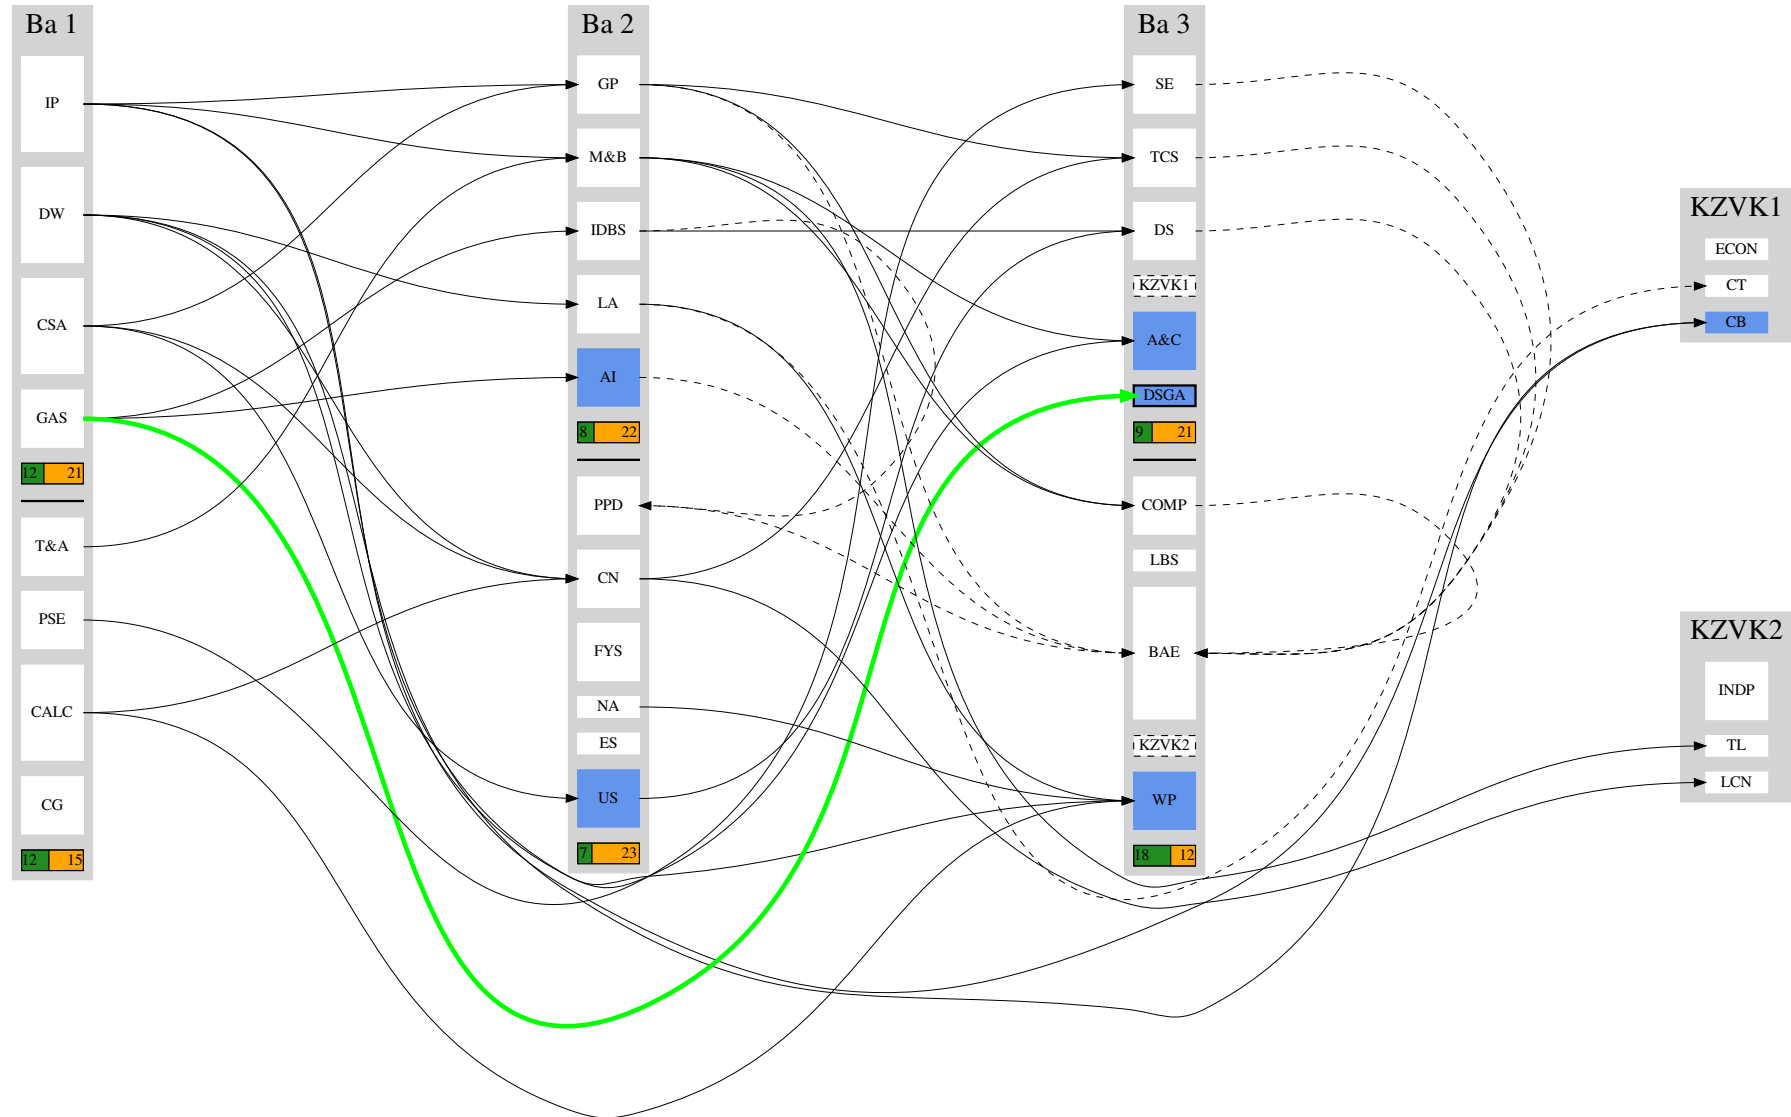 Ba 1
IP
DW
CSA
GAS
12 21
T&A
PSE
CALC
CG
12 15
Ba 2
GP
M&B
IDBS
LA
AI
8 22
PPD
CN
FYS
NA
ES
US
7 23
Ba 3
SE
TCS
DS
KZVK1
A&C
DSGA
9 21
COMP
LBS
BAE
KZVK2
WP
18 12
KZVK1
ECON
CT
CB
KZVK2
INDP
TL
LCN